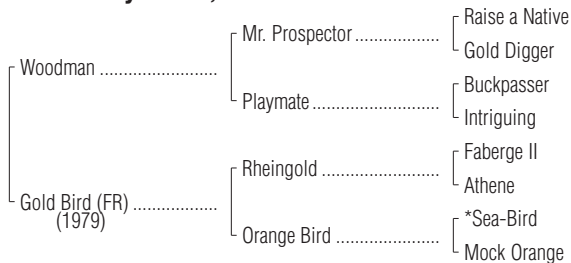 Raise a Native
Mr. Prospector
Gold Digger
Woodman
Buckpasser
Playmate
Intriguing
Faberge II
Rheingold
Athene
Gold Bird (FR)
(1979)
*Sea-Bird
Orange Bird
Mock Orange